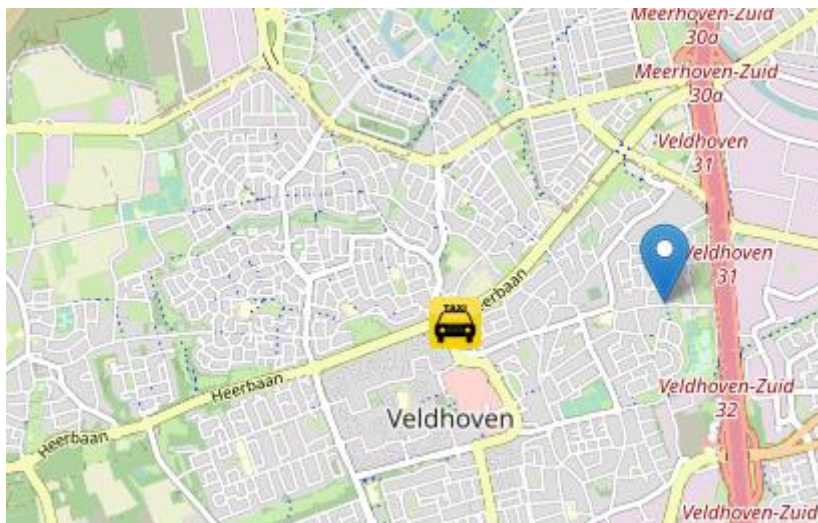 Meerhoven-Zuid
30a
Meerhoven-Zuid
30a
Veldhoven
31
Veldhoven
31
Heerbaan
TAXI
Veldhoven-Zuid
32
Heerbaan
Veldhoven
Heerbaan
Veldhoven-Zuid